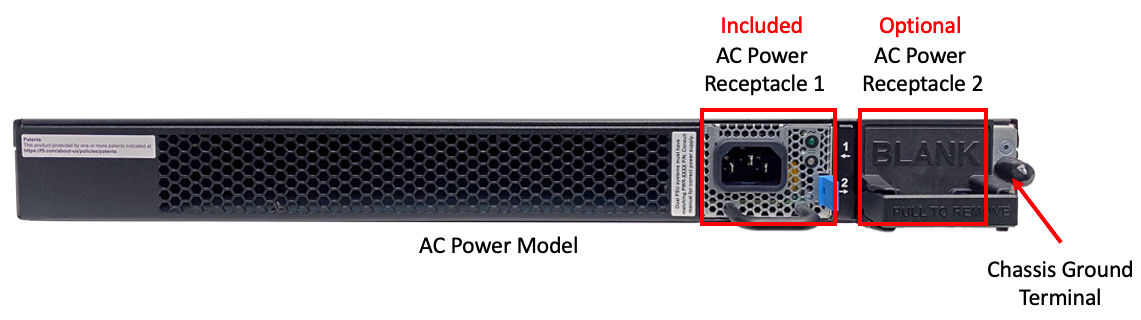 Included
AC Power
Receptacle 1
Optional
AC Power
Receptacle 2
Patents
This product protected by one or more patents indicated at:
https://f5.com/about-us/policies/patents
Dual PSU systems must have
matching PWR-XXXX P/N. Consult
manual for correct power supply.
1
2
BLANK
PULL TO REMOVE
AC Power Model
Chassis Ground
Terminal